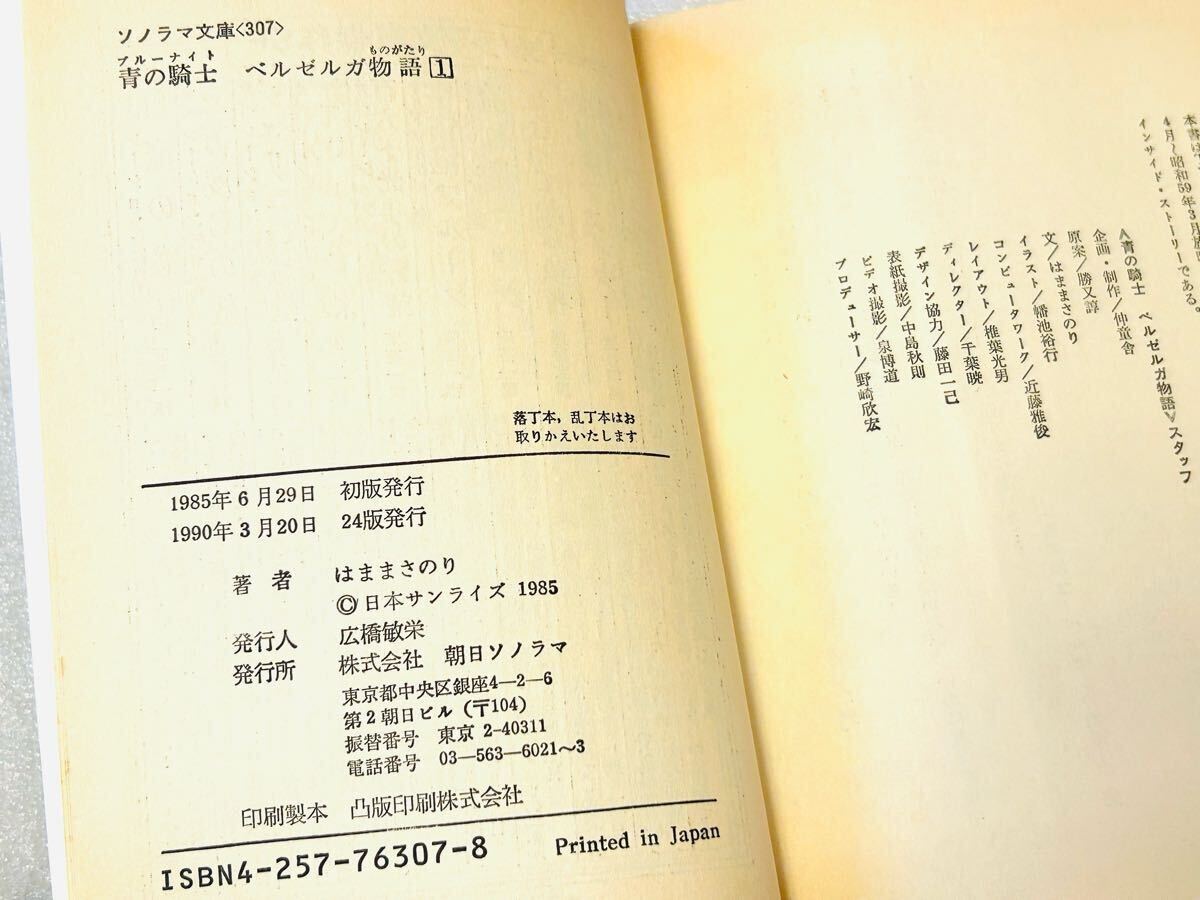 ソノラマ文庫<307>
ブルーナイト ものがたり
青の騎士 ベルゼルガ物語1
落丁本，乱丁本はお
取りかえいたします
1985年6月29日 初版発行
1990年3月20日 24版発行
著者 はままさのり
©日本サンライズ 1985
発行人 広橋敏栄
発行所 株式会社 朝日ソノラマ
東京都中央区銀座4—2—6
第2朝日ビル（〒104）
振替番号 東京 2-40311
電話番号 03—563—6021〜3
印刷製本 凸版印刷株式会社
ISBN4-257-76307-8 Printed in Japan
4月〜昭和59年3月
インサイド・ストーリーである。
〈青の騎士 ベルゼルガ物語〉スタッフ
企画・制作／仲童舎
原案／勝又諄
文／はままさのり
イラスト／幡池裕行
コンピュータワーク／近藤雅俊
レイアウト／椎葉光男
ディレクター／千葉暁
デザイン協力／藤田一己
表紙撮影／中島秋則
ビデオ撮影／泉博道
プロデューサー／野崎欣宏